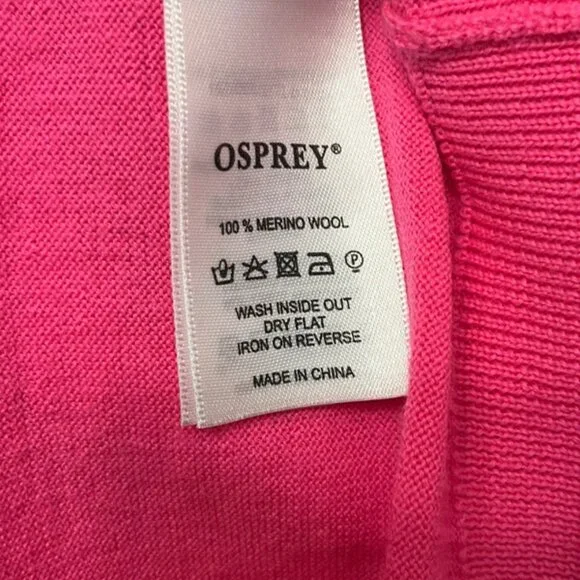 OSPREY®
100 % MERINO WOOL
P
WASH INSIDE OUT
DRY FLAT
IRON ON REVERSE
MADE IN CHINA